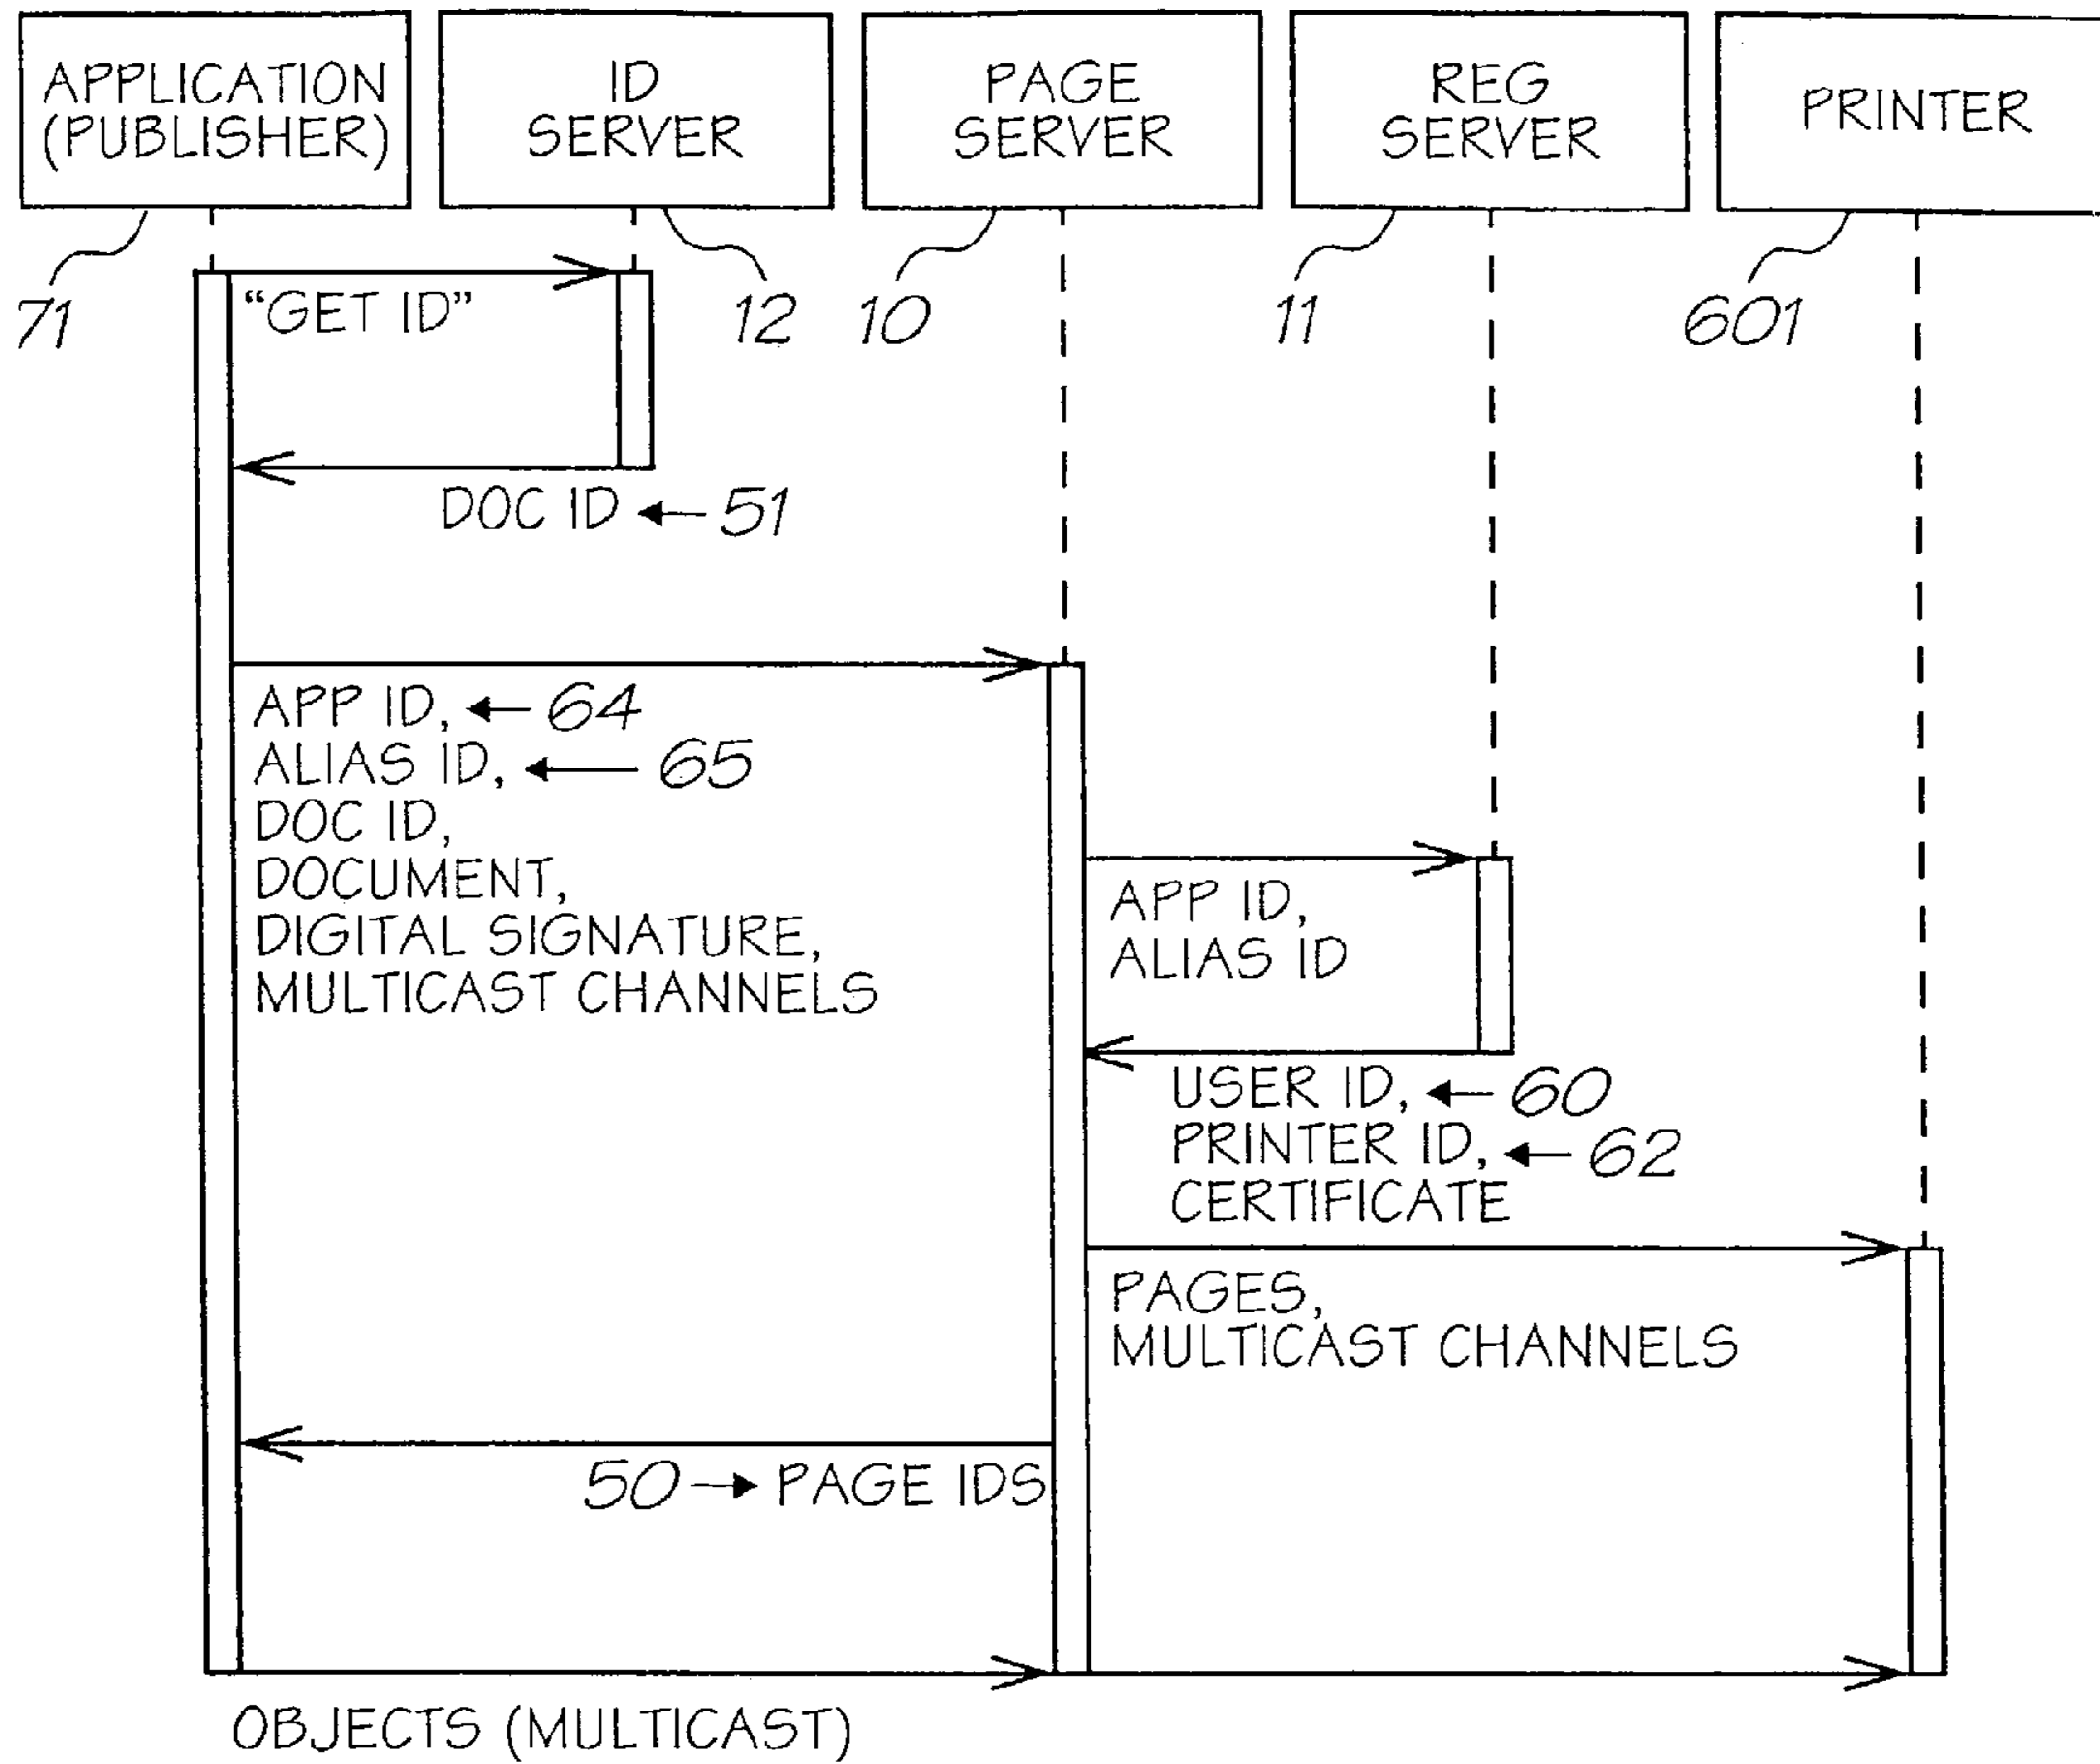 APPLICATION
(PUBLISHER)
ID
SERVER
PAGE
SERVER
REG
SERVER
PRINTER
71
12
10
11
601
“GET ID”
DOC ID 51
APP ID, 64
ALIAS ID, 65
DOC ID,
DOCUMENT,
DIGITAL SIGNATURE,
MULTICAST CHANNELS
APP ID,
ALIAS ID
USER ID, 60
PRINTER ID, 62
CERTIFICATE
PAGES,
MULTICAST CHANNELS
50 PAGE IDS
OBJECTS (MULTICAST)